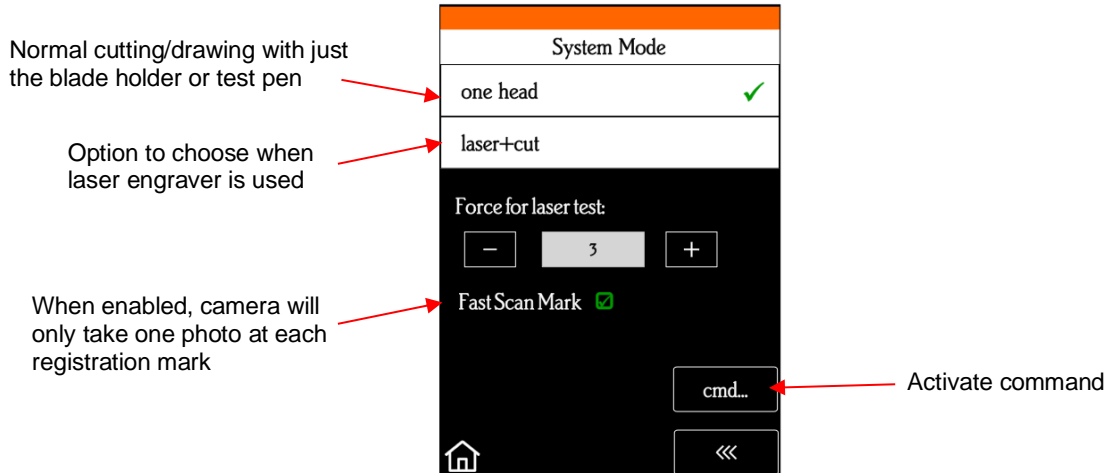 System Mode
Normal cutting/drawing with just
the blade holder or test pen
one head
laser+cut
Option to choose when
laser engraver is used
Force for laser test:
− 3 +
When enabled, camera will
only take one photo at each
registration mark
Fast Scan Mark
cmd...
Activate command
<<<